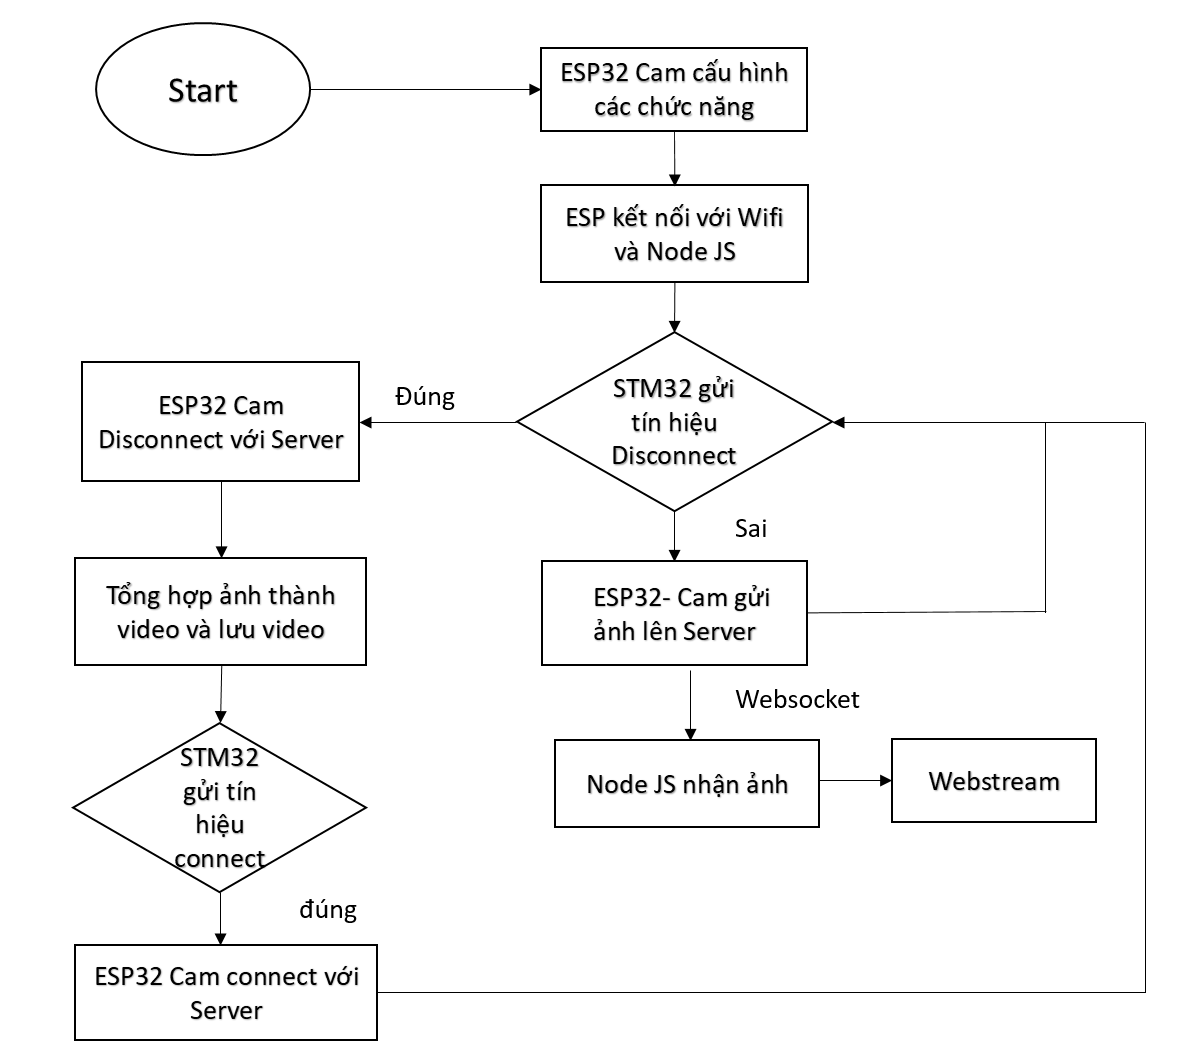 Start
ESP32 Cam cấu hình
các chức năng
ESP kết nối với Wifi
và Node JS
STM32 gửi
tín hiệu
Disconnect
Đúng
ESP32 Cam
Disconnect với Server
Sai
ESP32- Cam gửi
ảnh lên Server
Tổng hợp ảnh thành
video và lưu video
Websocket
Node JS nhận ảnh
Webstream
STM32
gửi tín
hiệu
connect
đúng
ESP32 Cam connect với
Server